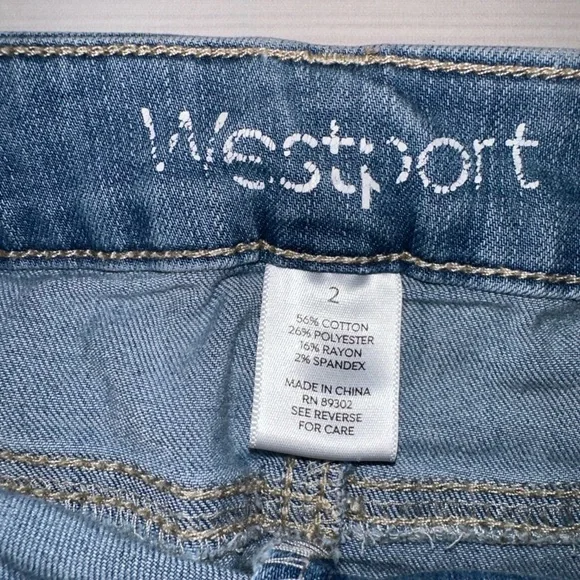 Westport
2
56% COTTON
26% POLYESTER
16% RAYON
2% SPANDEX
MADE IN CHINA
RN 89302
SEE REVERSE
FOR CARE